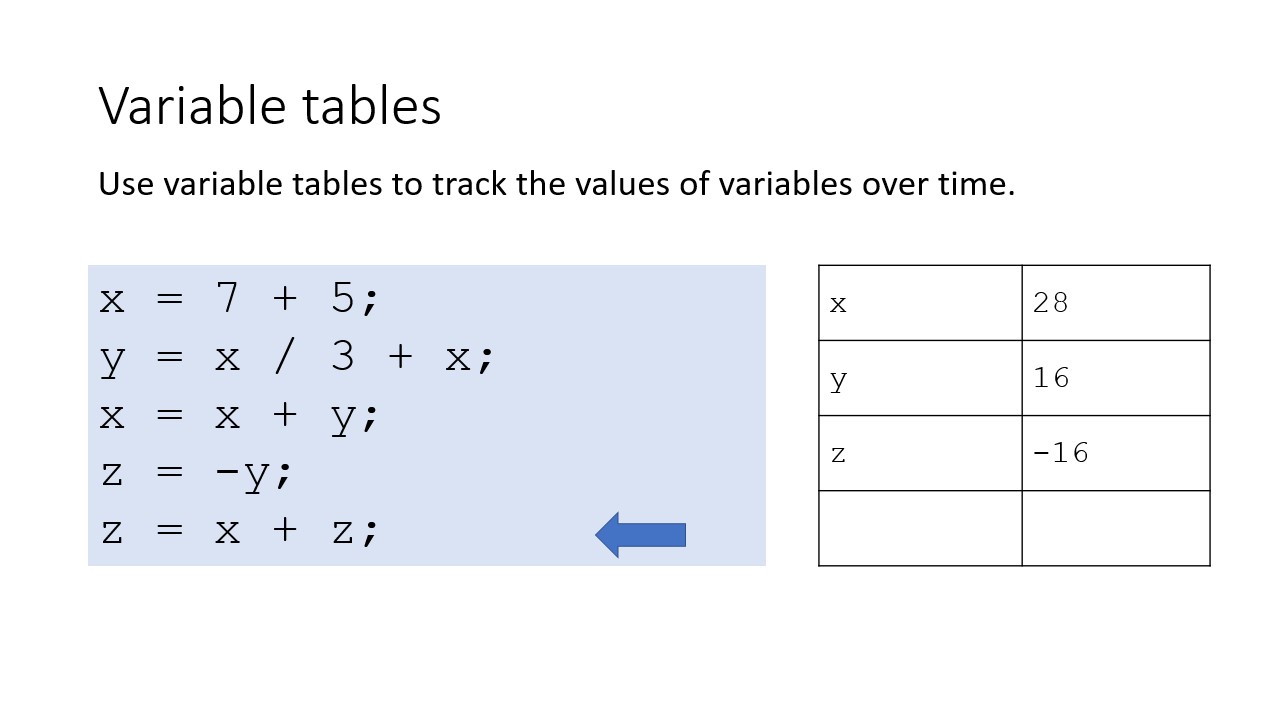 Variable tables
Use variable tables to track the values of variables over time.
x = 7 + 5;
y = x / 3 + x;
x = x + y;
z = -y;
z = x + z;
x 28
y 16
z -16